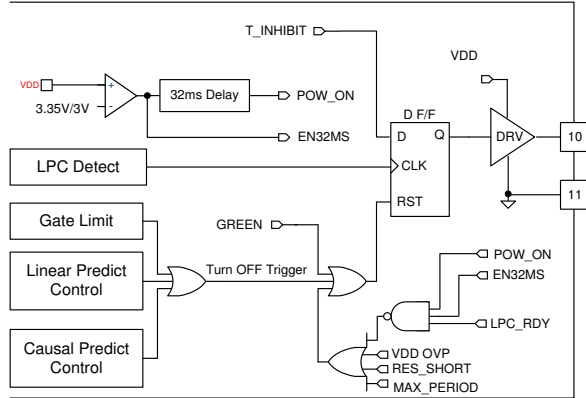 T_INHIBIT
VDD
VDD
+
3.35V/3V
-
32ms Delay
POW_ON
EN32MS
D F/F
D
Q
CLK
RST
DRV
10
11
LPC Detect
Gate Limit
GREEN
Linear Predict
Control
Turn OFF Trigger
Causal Predict
Control
POW_ON
EN32MS
LPC_RDY
VDD OVP
RES_SHORT
MAX_PERIOD